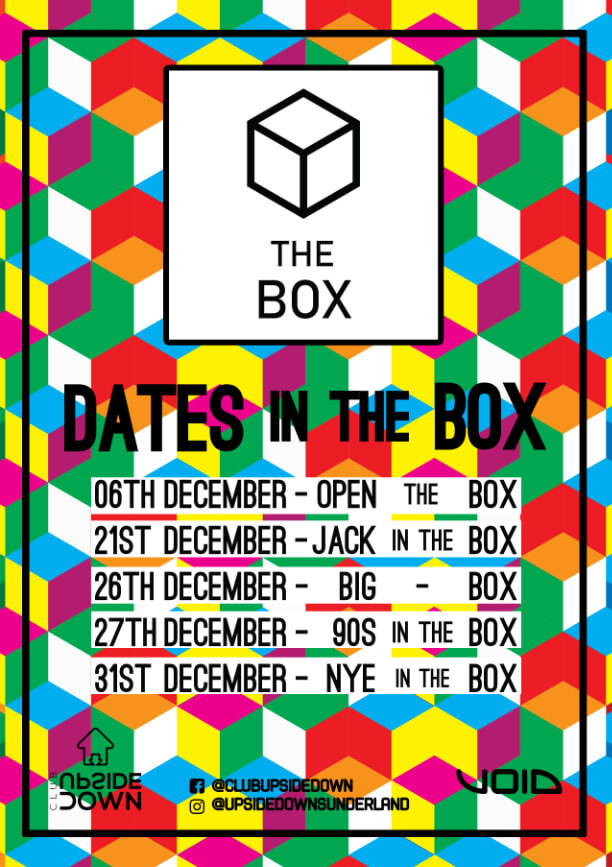 THE
BOX
DATES IN THE BOX
06TH DECEMBER - OPEN THE BOX
21ST DECEMBER - JACK IN THE BOX
26TH DECEMBER - BIG - BOX
27TH DECEMBER - 90S IN THE BOX
31ST DECEMBER - NYE IN THE BOX
CLUB
UPSIDE
DOWN
@CLUBUPSIDEDOWN
@UPSIDEDOWNSUNDERLAND
VOID